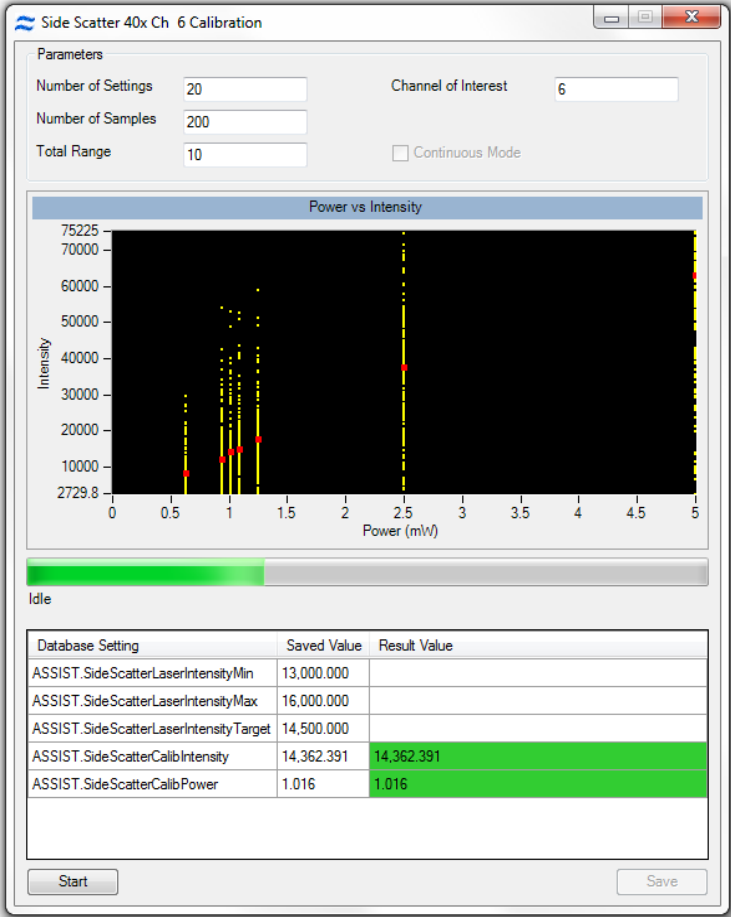 Side Scatter 40x Ch  6 Calibration
Parameters
Number of Settings 20 Channel of Interest 6
Number of Samples 200
Total Range 10 Continuous Mode
Power vs Intensity
75225
70000
60000
50000
40000
30000
20000
10000
2729.8
Intensity
0 0.5 1 1.5 2 2.5 3 3.5 4 4.5 5
Power (mW)
Idle
Database Setting Saved Value Result Value
ASSIST.SideScatterLaserIntensityMin 13,000.000
ASSIST.SideScatterLaserIntensityMax 16,000.000
ASSIST.SideScatterLaserIntensityTarget 14,500.000
ASSIST.SideScatterCalibIntensity 14,362.391 14,362.391
ASSIST.SideScatterCalibPower 1.016 1.016
Start Save